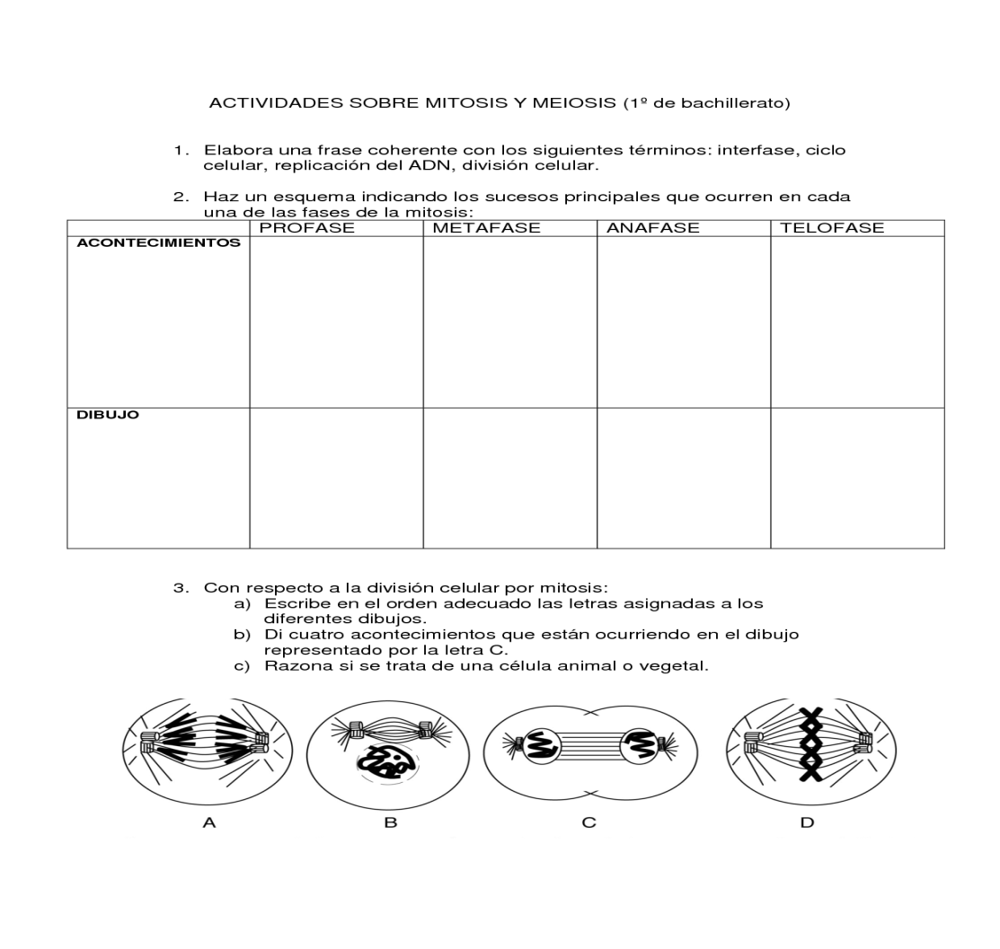 ACTIVIDADES SOBRE MITOSIS Y MEIOSIS (1º de bachillerato)
1. Elabora una frase coherente con los siguientes términos: interfase, ciclo
celular, replicación del ADN, división celular.
2. Haz un esquema indicando los sucesos principales que ocurren en cada
una de las fases de la mitosis:
PROFASE METAFASE ANAFASE TELOFASE
ACONTECIMIENTOS
DIBUJO
3. Con respecto a la división celular por mitosis:
a) Escribe en el orden adecuado las letras asignadas a los
diferentes dibujos.
b) Di cuatro acontecimientos que están ocurriendo en el dibujo
representado por la letra C.
c) Razona si se trata de una célula animal o vegetal.
A B C D